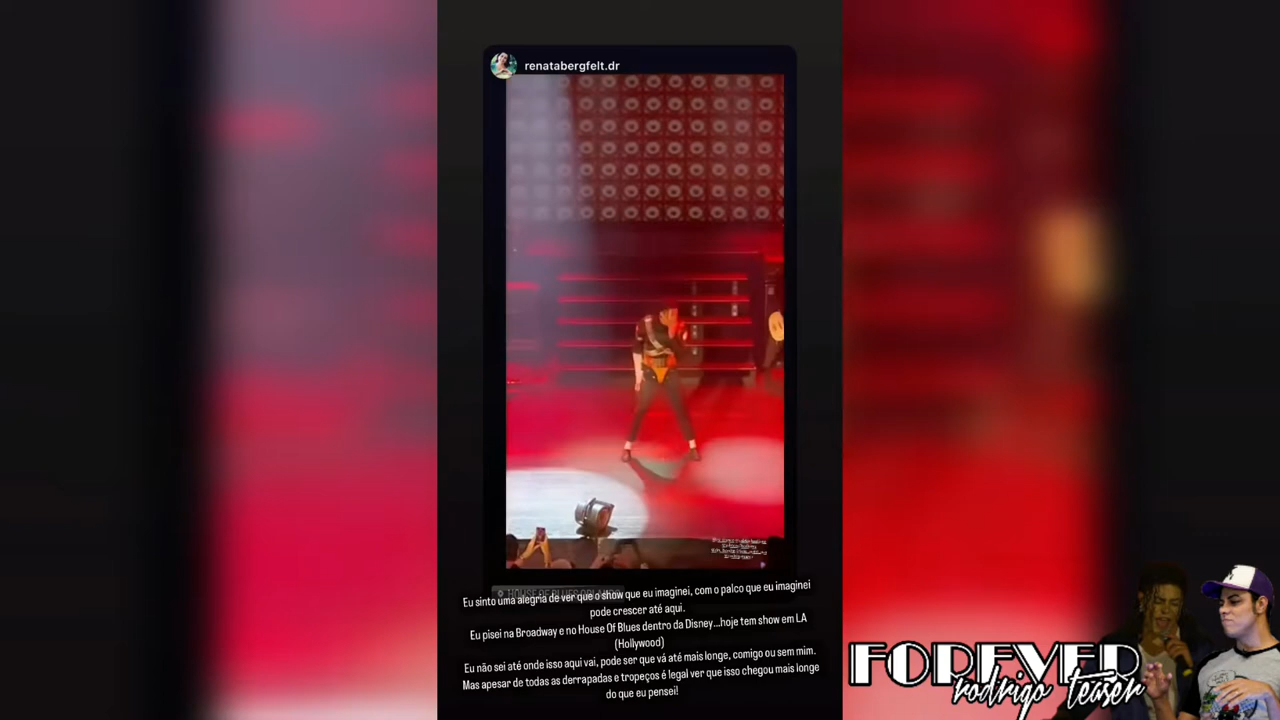 renatabergfelt.dr
HOUSE OF BLUES
Eu sinto uma alegria de ver que o show que eu imaginei, com o palco que eu imaginei
pode crescer até aqui.
Eu pisei na Broadway e no House Of Blues dentro da Disney...hoje tem show em LA
(Hollywood)
Eu não sei até onde isso aqui vai, pode ser que vá até mais longe, comigo ou sem mim.
Mas apesar de todas as derrapadas e tropeços é legal ver que isso chegou mais longe
do que eu pensei!
FOREVER
rodrigo teaser